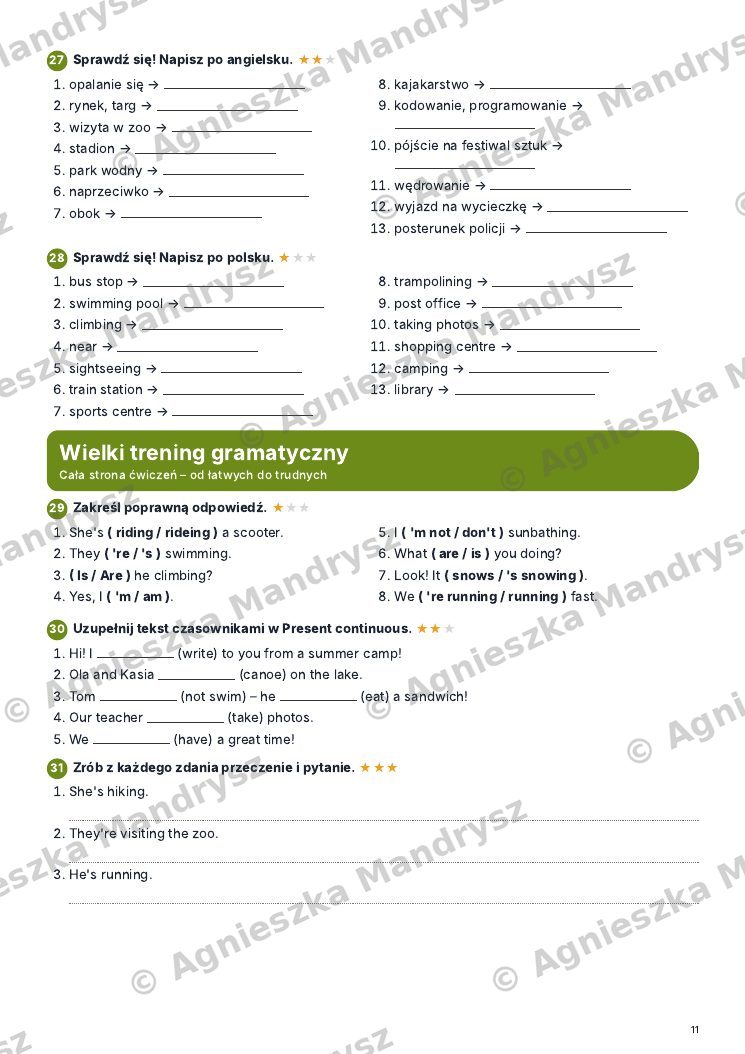 27 Sprawdź się! Napisz po angielsku. ★★★
1. opalanie się →
2. rynek, targ →
3. wizyta w zoo →
4. stadion →
5. park wodny →
6. naprzeciwko →
7. obok →
8. kajakarstwo →
9. kodowanie, programowanie →
10. pójście na festiwal sztuk →
11. wędrowanie →
12. wyjazd na wycieczkę →
13. posterunek policji →
28 Sprawdź się! Napisz po polsku. ★★★
1. bus stop →
2. swimming pool →
3. climbing →
4. near →
5. sightseeing →
6. train station →
7. sports centre →
8. trampolining →
9. post office →
10. taking photos →
11. shopping centre →
12. camping →
13. library →
Wielki trening gramatyczny
Cała strona ćwiczeń – od łatwych do trudnych
29 Zakreśl poprawną odpowiedź. ★★★
1. She's ( riding / rideing ) a scooter.
2. They ( 're / 's ) swimming.
3. ( Is / Are ) he climbing?
4. Yes, I ( 'm / am ).
5. I ( 'm not / don't ) sunbathing.
6. What ( are / is ) you doing?
7. Look! It ( snows / 's snowing ).
8. We ( 're running / running ) fast.
30 Uzupełnij tekst czasownikami w Present continuous. ★★★
1. Hi! I ___________ (write) to you from a summer camp!
2. Ola and Kasia ___________ (canoe) on the lake.
3. Tom ___________ (not swim) – he ___________ (eat) a sandwich!
4. Our teacher ___________ (take) photos.
5. We ___________ (have) a great time!
31 Zrób z każdego zdania przeczenie i pytanie. ★★★
1. She's hiking.
2. They're visiting the zoo.
3. He's running.
11
© Agnieszka Mandrysz